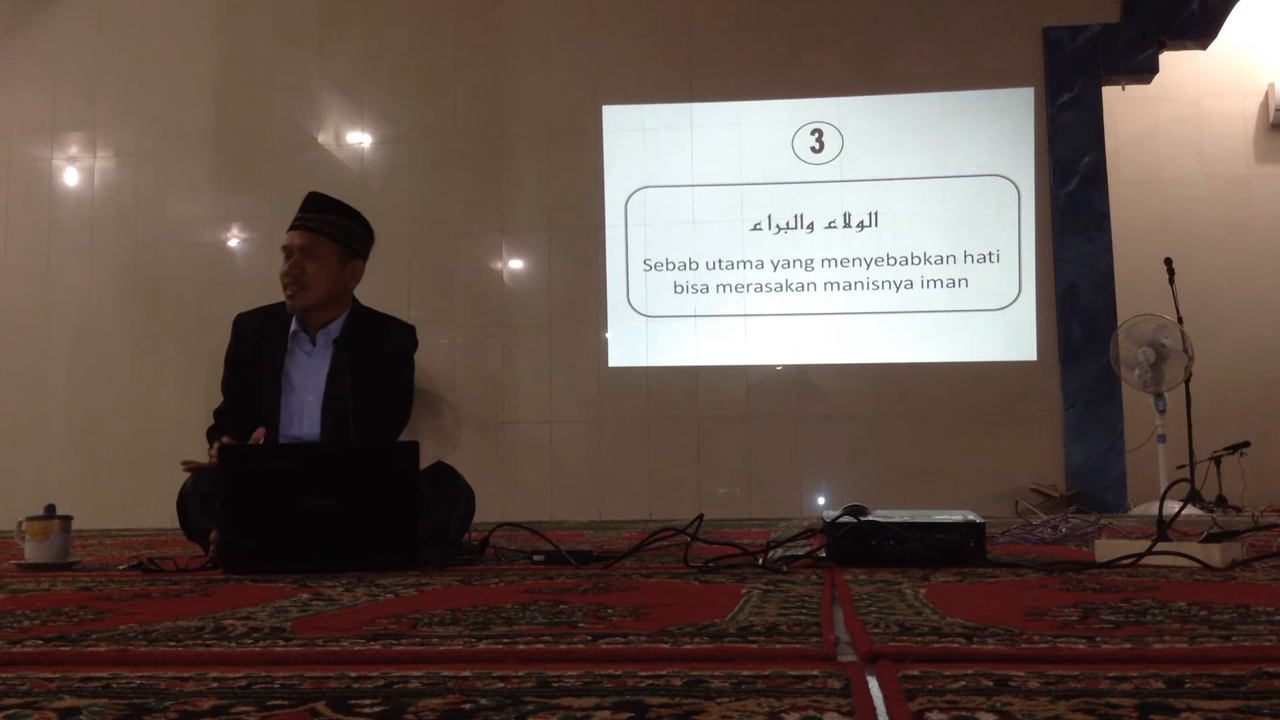 3
الولاء والبراء
Sebab utama yang menyebabkan hati
bisa merasakan manisnya iman